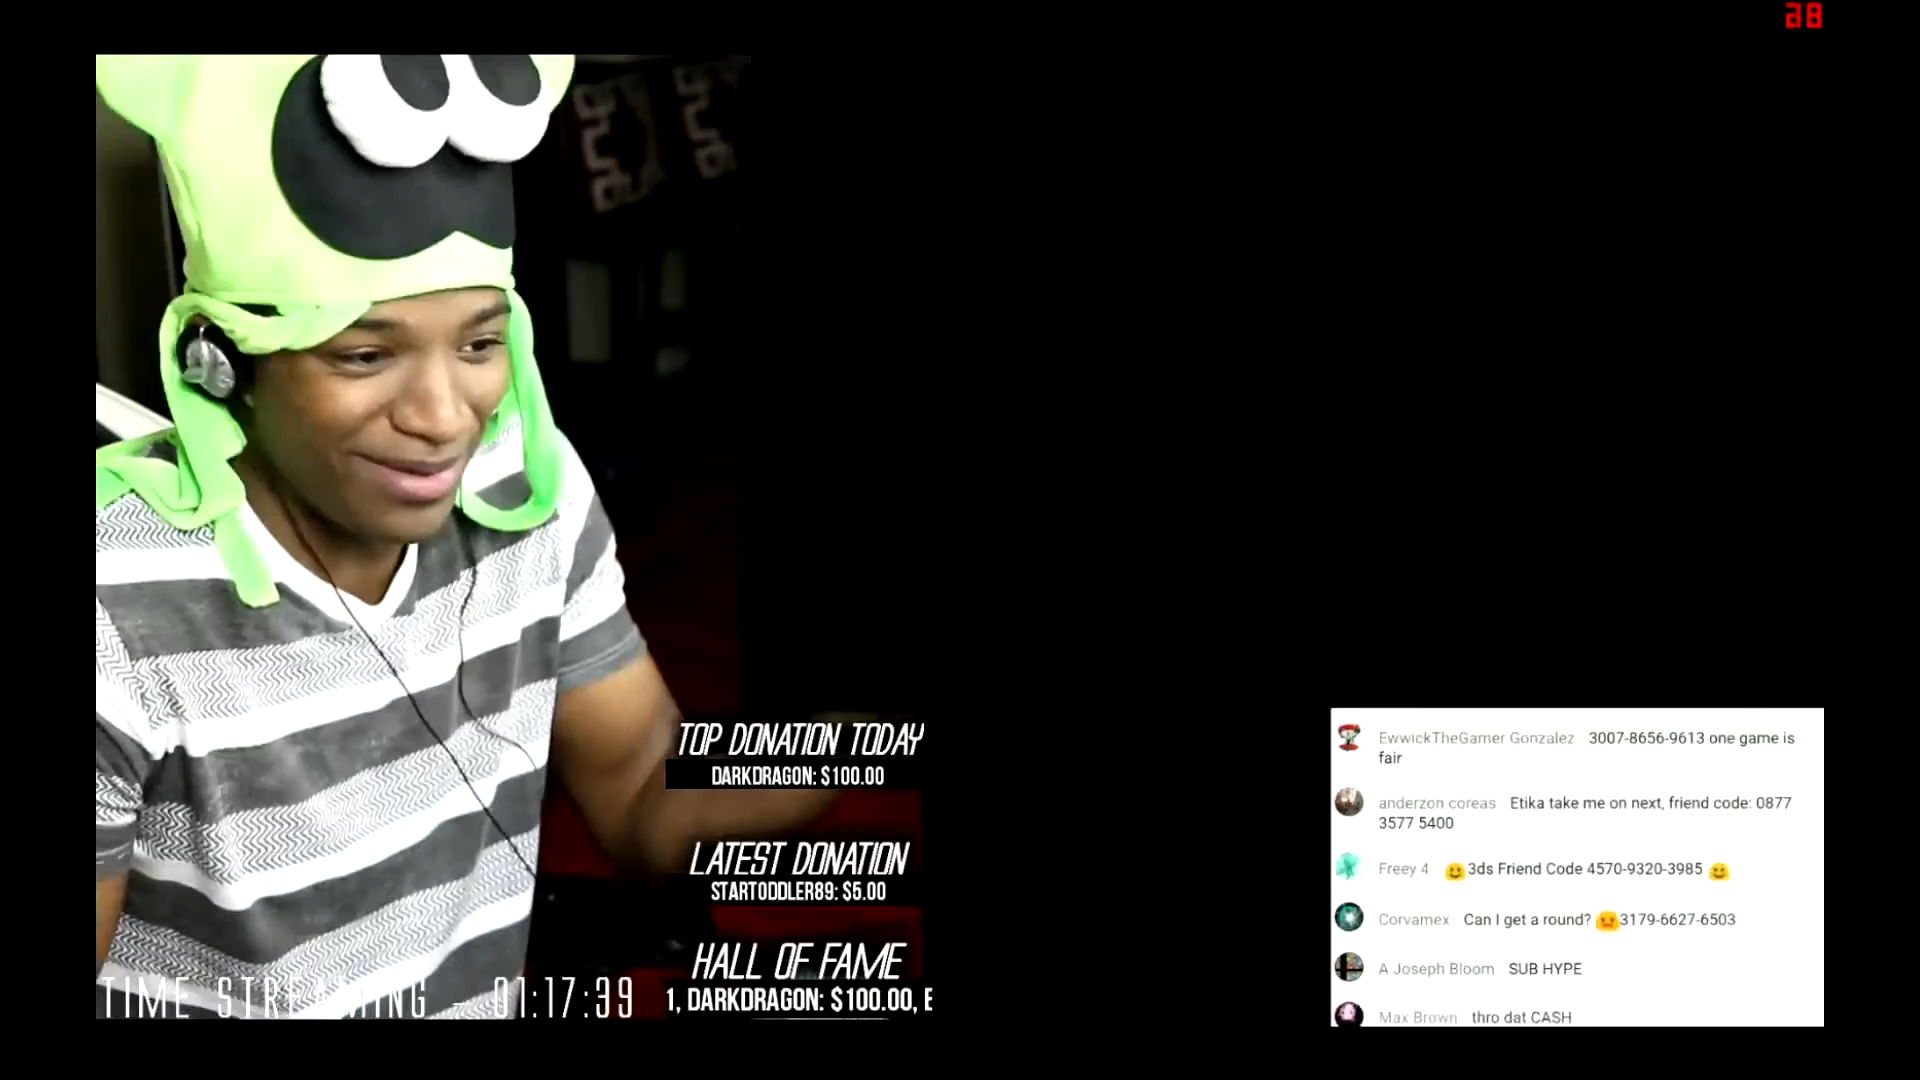 28
TOP DONATION TODAY
DARKDRAGON: $100.00
LATEST DONATION
STARTODDLER89: $5.00
HALL OF FAME
1, DARKDRAGON: $100.00, E
TIME STREAMING - 01:17:39
EwwickTheGamer Gonzalez 3007-8656-9613 one game is
fair
anderzon coreas Etika take me on next, friend code: 0877
3577 5400
Freey 4 🙂 3ds Friend Code 4570-9320-3985 🙂
Corvamex Can I get a round? 3179-6627-6503
A Joseph Bloom SUB HYPE
Max Brown thro dat CASH